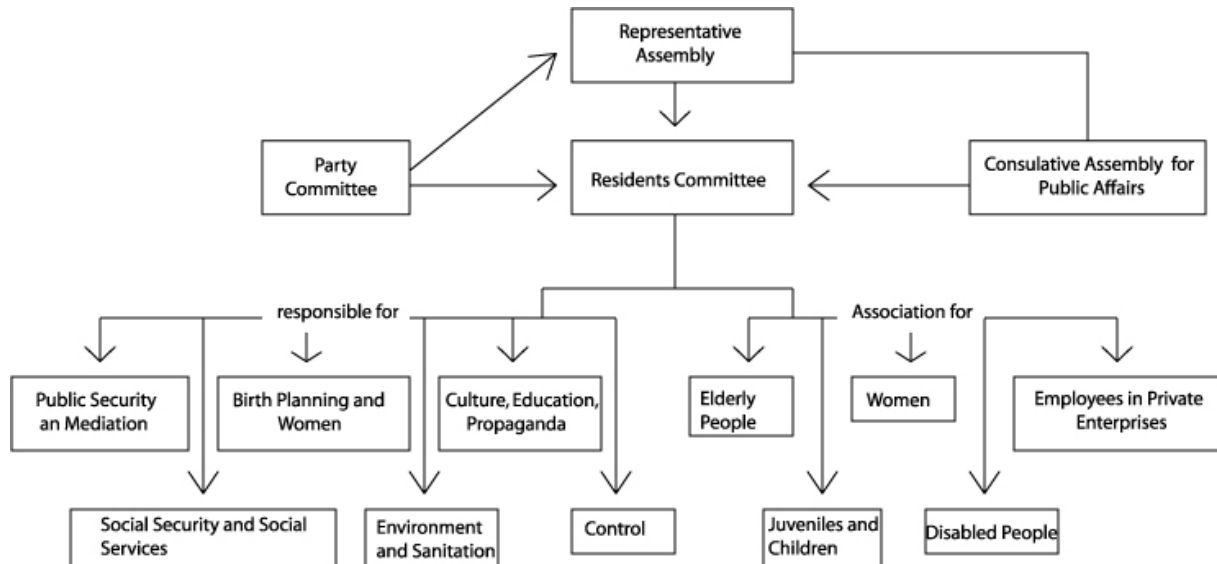 Representative
Assembly
Party
Committee
Residents Committee
Consulative Assembly for
Public Affairs
responsible for
Association for
Public Security
an Mediation
Birth Planning and
Women
Culture, Education,
Propaganda
Elderly
People
Women
Employees in Private
Enterprises
Social Security and Social
Services
Environment
and Sanitation
Control
Juveniles and
Children
Disabled People